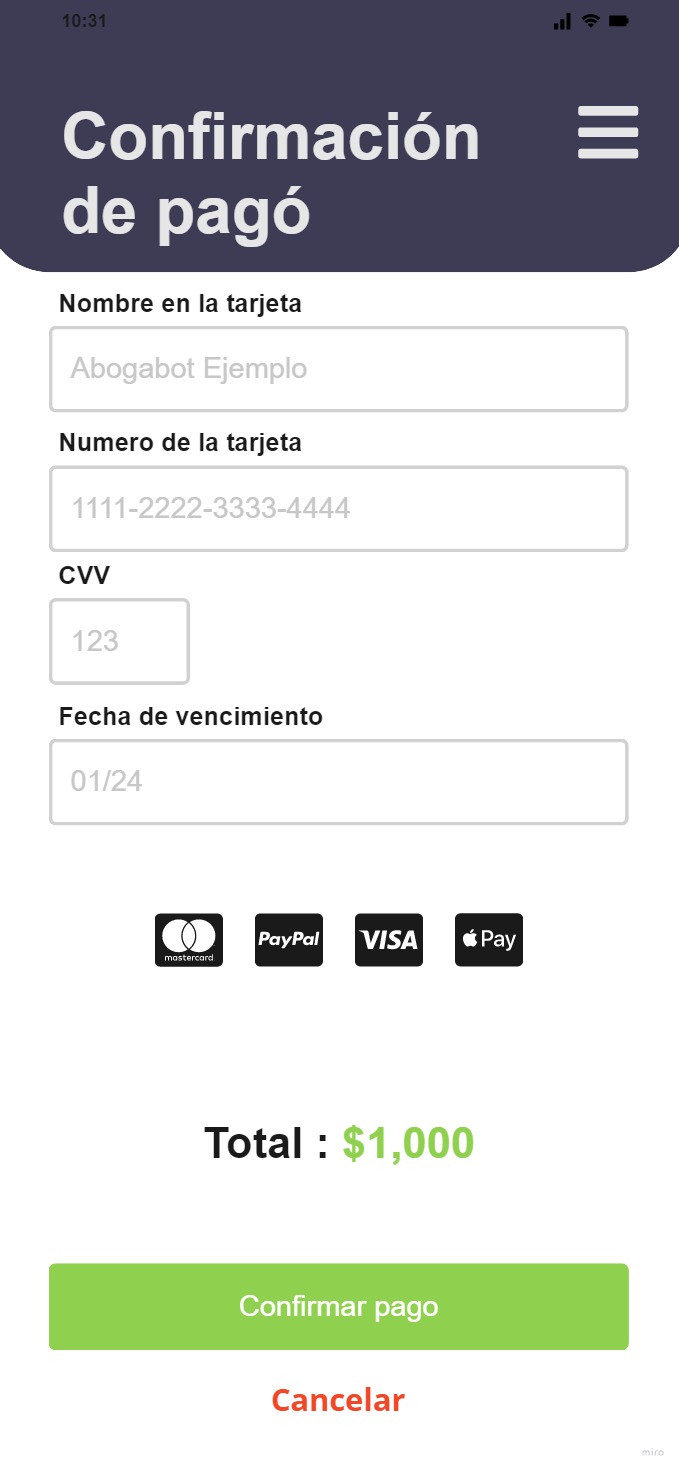 10:31
Confirmación
de pagó
Nombre en la tarjeta
Abogabot Ejemplo
Numero de la tarjeta
1111-2222-3333-4444
CVV
123
Fecha de vencimiento
01/24
mastercard PayPal VISA Pay
Total : $1,000
Confirmar pago
Cancelar
miro